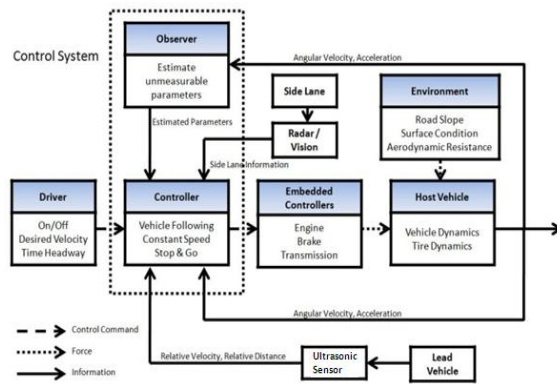 Control System
Observer
Estimate
unmeasurable
parameters
Angular Velocity, Acceleration
Side Lane
Environment
Road Slope
Surface Condition
Aerodynamic Resistance
Estimated Parameters
Radar /
Vision
Side Lane Information
Driver
On/Off
Desired Velocity
Time Headway
Controller
Vehicle Following
Constant Speed
Stop & Go
Embedded
Controllers
Engine
Brake
Transmission
Host Vehicle
Vehicle Dynamics
Tire Dynamics
Angular Velocity, Acceleration
Control Command
Force
Information
Relative Velocity, Relative Distance
Ultrasonic
Sensor
Lead
Vehicle